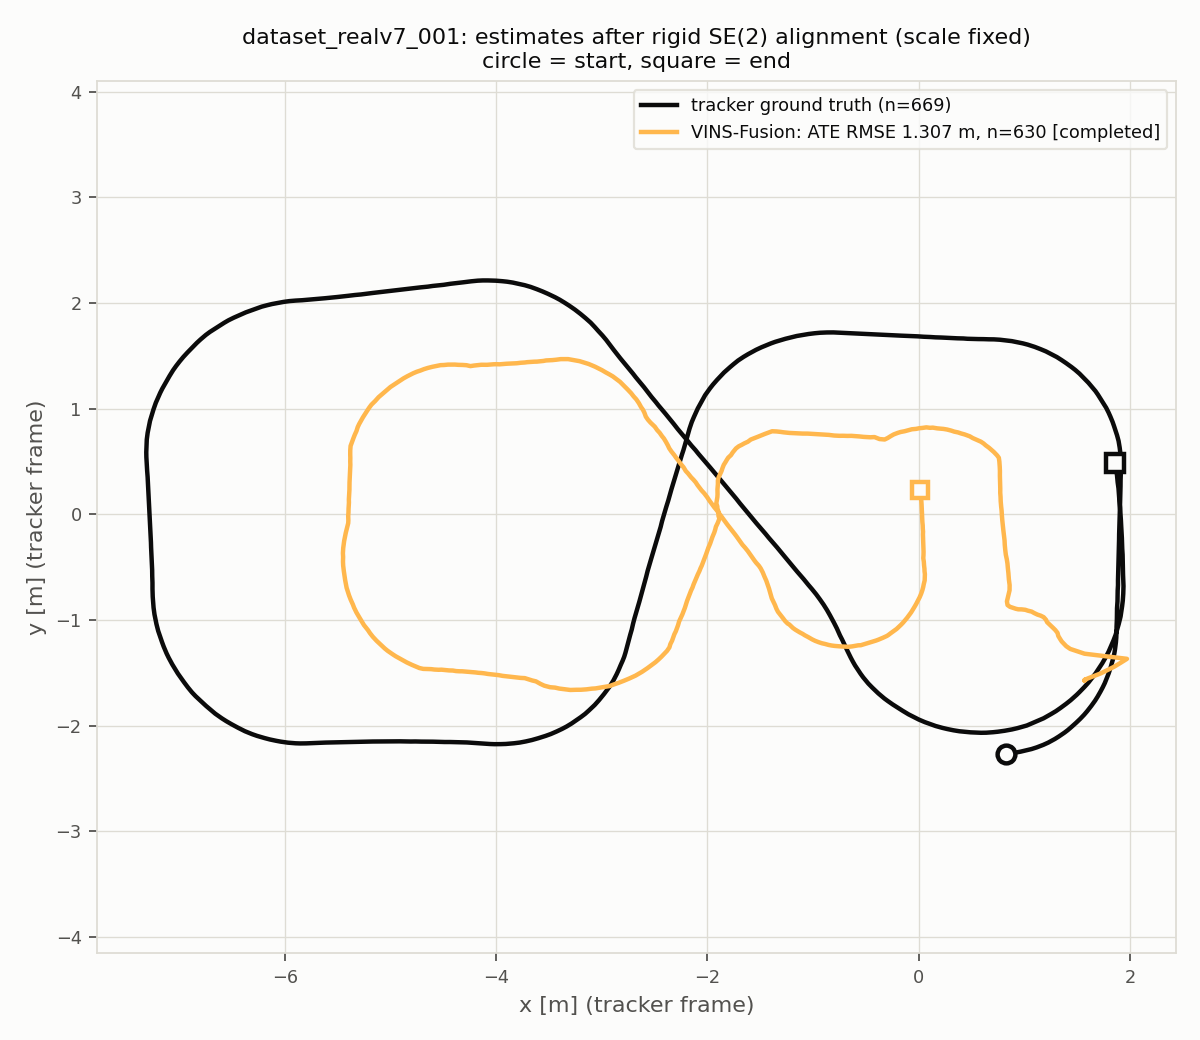 dataset_realv7_001: estimates after rigid SE(2) alignment (scale fixed)
circle = start, square = end
tracker ground truth (n=669)
VINS-Fusion: ATE RMSE 1.307 m, n=630 [completed]
4
3
2
1
0
−1
−2
−3
−4
y [m] (tracker frame)
−6
−4
−2
0
2
x [m] (tracker frame)